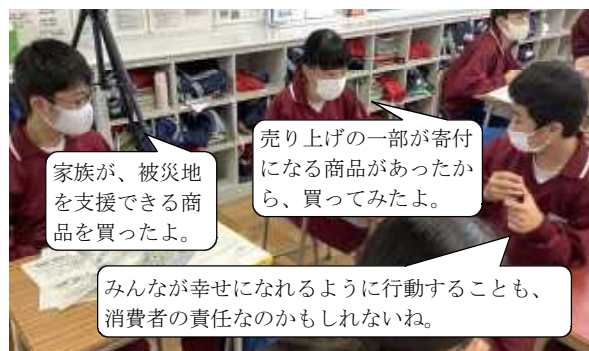 家族が、被災地
を支援できる商
品を買ったよ。
売り上げの一部が寄付
になる商品があったか
ら、買ってみたよ。
みんなが幸せになれるように行動することも、
消費者の責任なのかもしれないね。